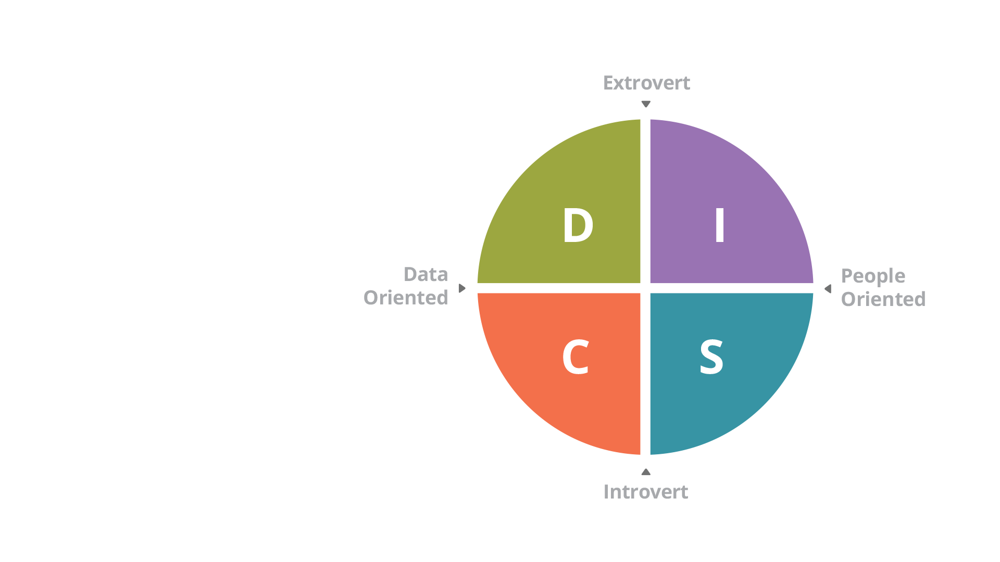 Extrovert
D
I
Data
Oriented
People
Oriented
C
S
Introvert